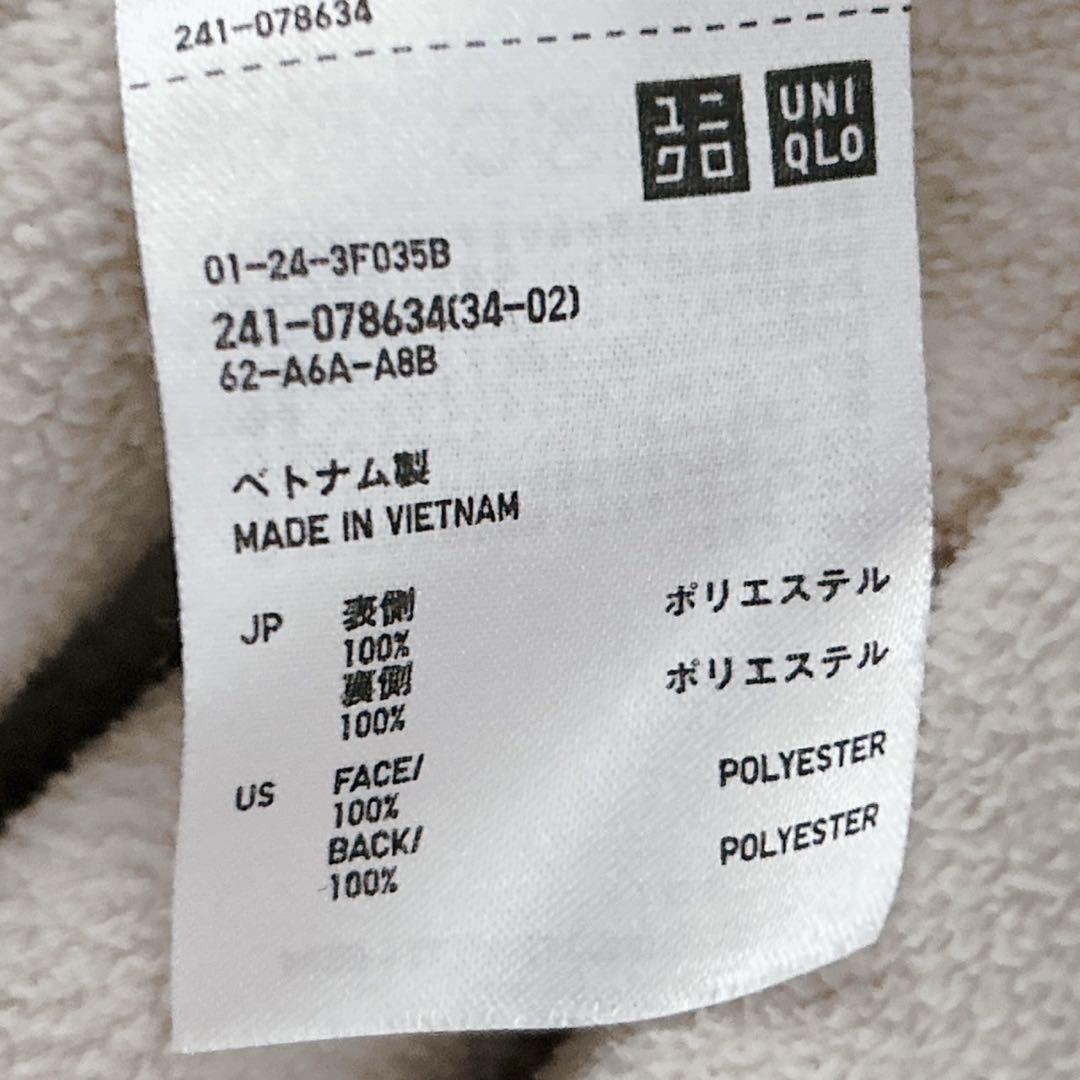 241-078634
ユニ
クロ
UNI
QLO
01-24-3F035B
241-078634(34-02)
62-A6A-A8B
ベトナム製
MADE IN VIETNAM
JP 表側 ポリエステル
100%
裏側 ポリエステル
100%
US FACE/ POLYESTER
100%
BACK/ POLYESTER
100%